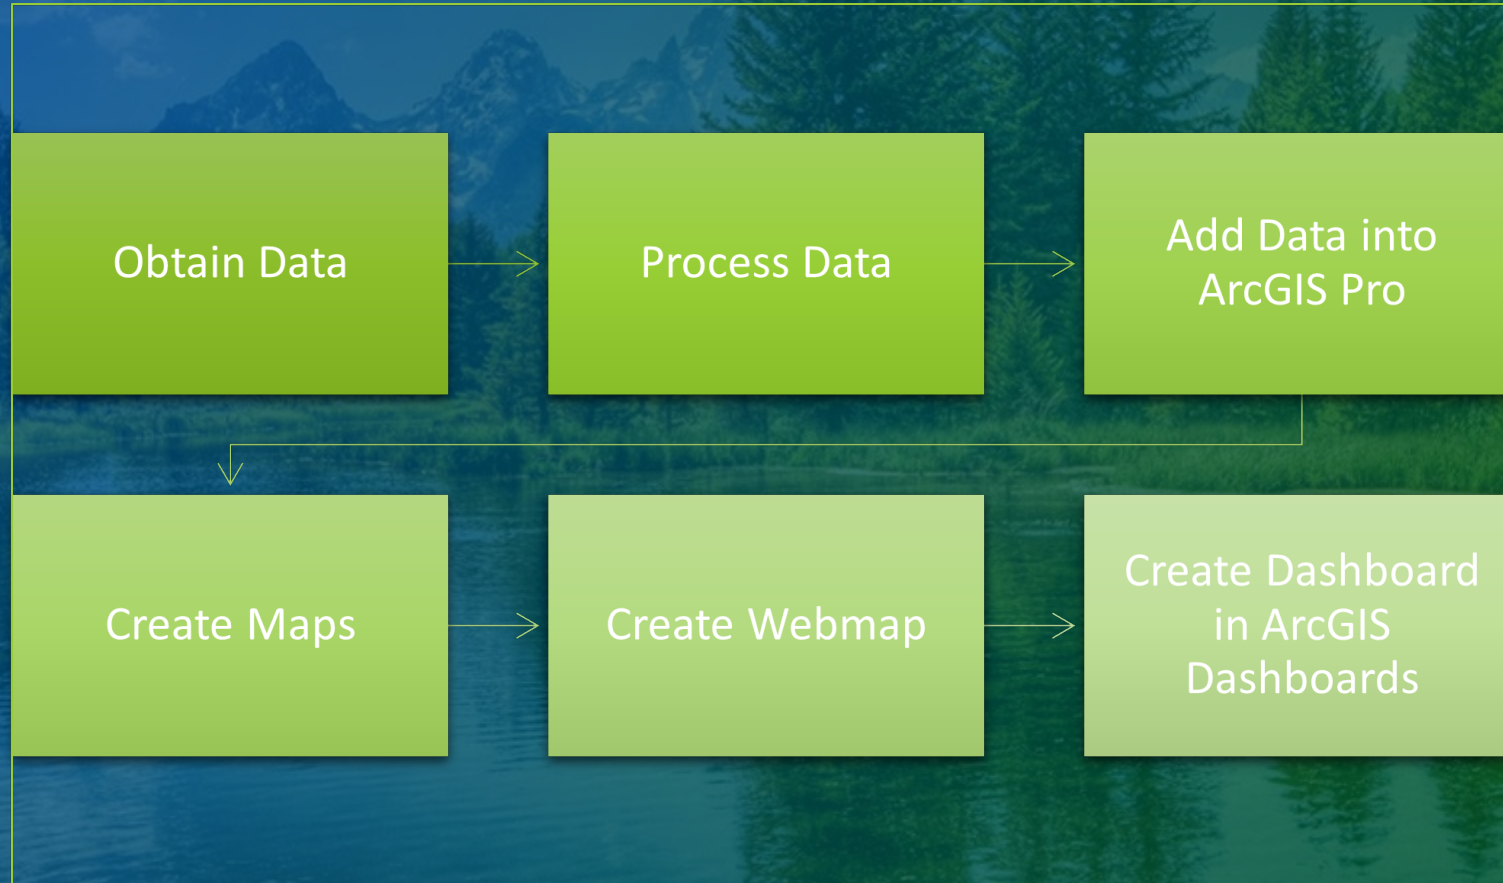 Obtain Data
Process Data
Add Data into
ArcGIS Pro
Create Maps
Create Webmap
Create Dashboard
in ArcGIS
Dashboards